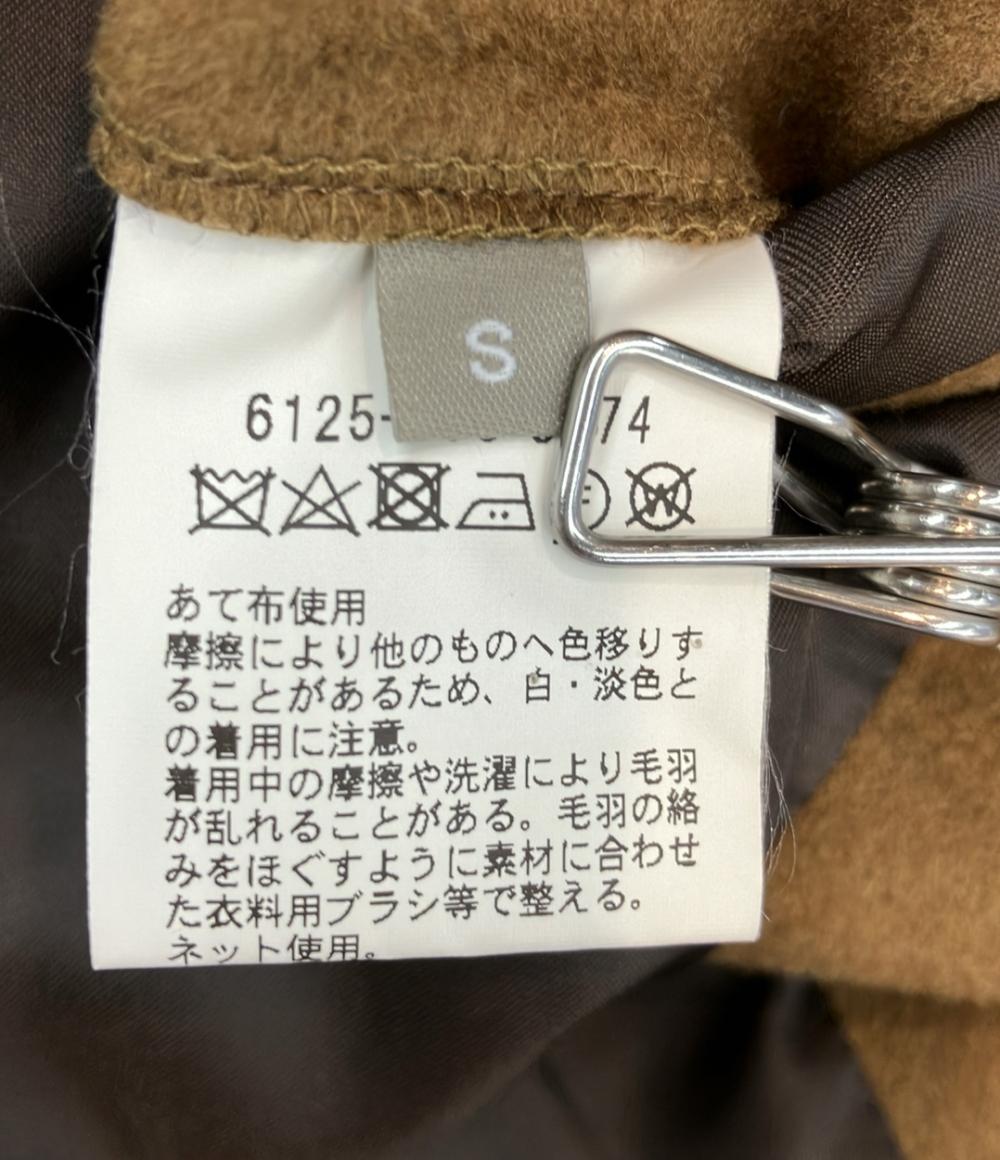 S
6125-
74
あて布使用
摩擦により他のものへ色移りす
ることがあるため、白・淡色と
の着用に注意。
着用中の摩擦や洗濯により毛羽
が乱れることがある。毛羽の絡
みをほぐすように素材に合わせ
た衣料用ブラシ等で整える。
ネット使用。